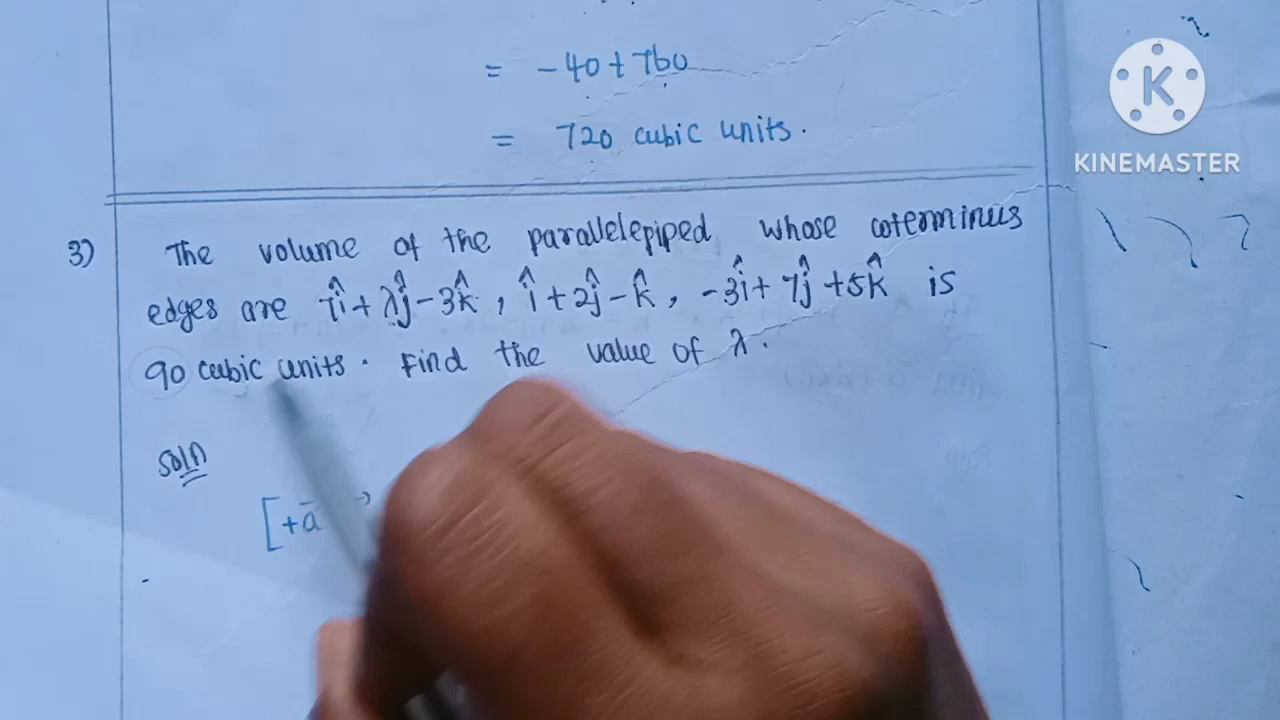 = -40+760
= 720 cubic units.
KINEMASTER
3) The volume of the parallelepiped whose coterminus
edges are 7î + λĵ - 3k̂, î + 2ĵ - k̂, -3î + 7ĵ + 5k̂ is
90 cubic units. Find the value of λ.
Soln
[+a⃗